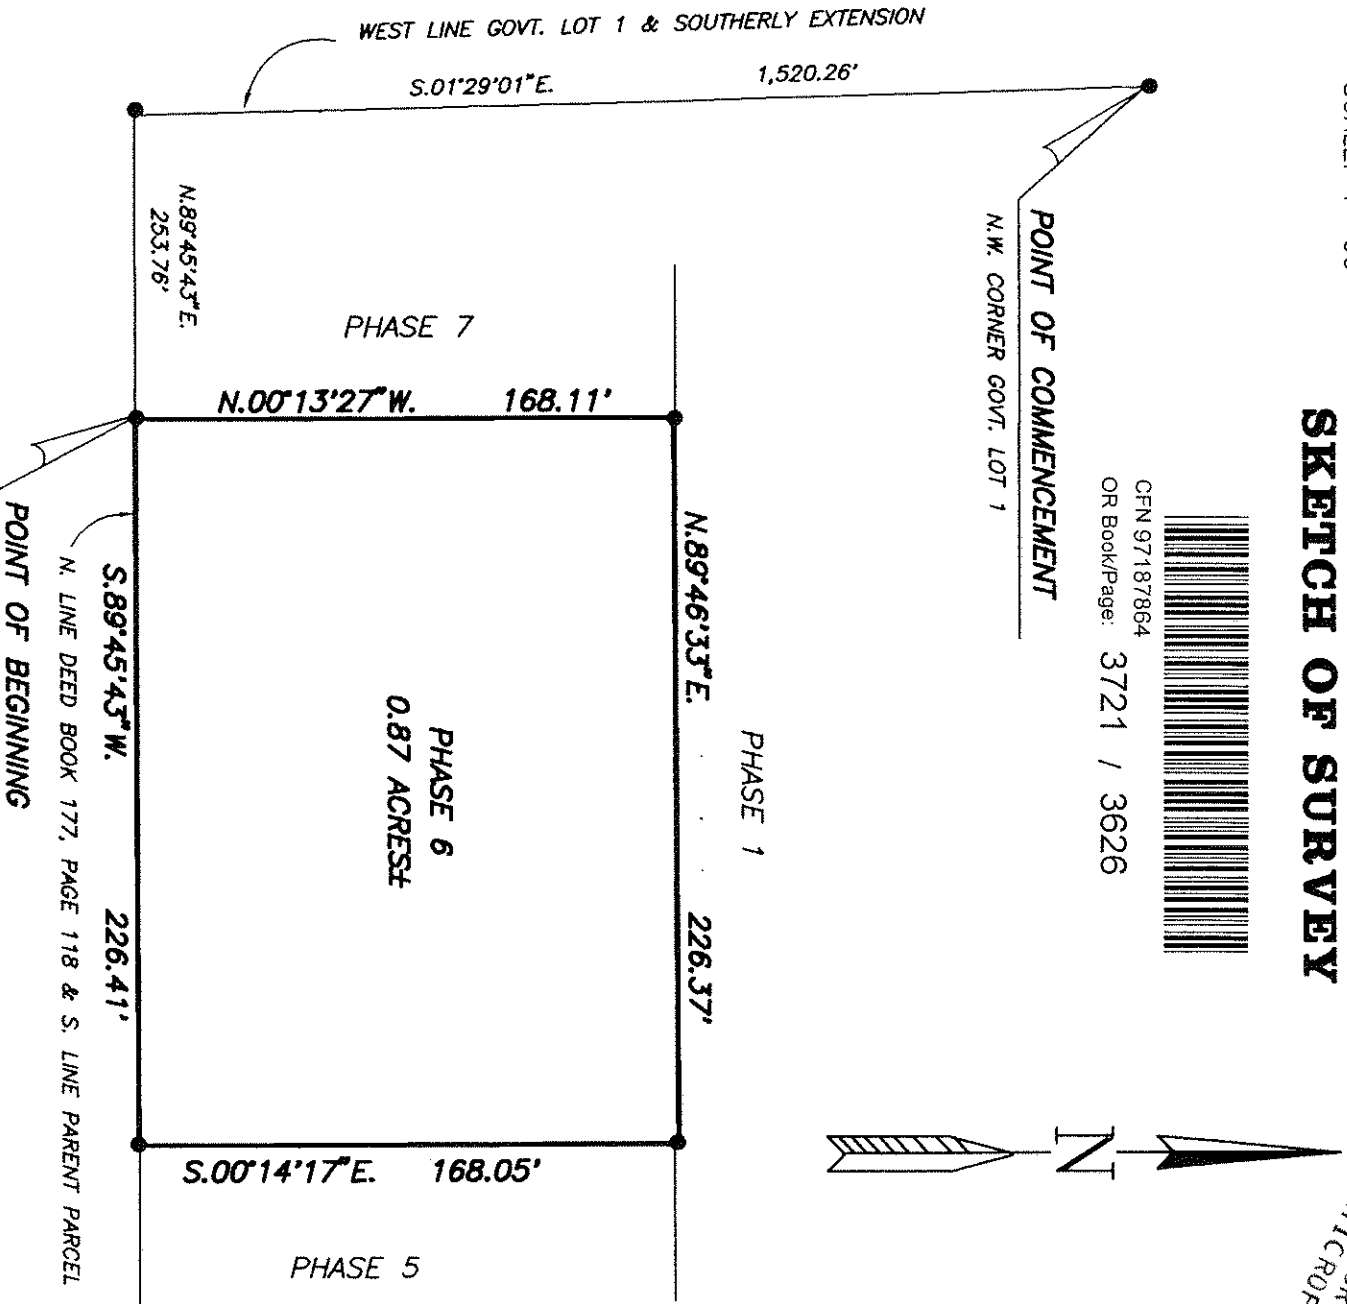 SKETCH OF SURVEY
CFN 97187864
OR Book/Page: 3721 / 3626
N
POINT OF COMMENCEMENT
N.W. CORNER GOVT. LOT 1
WEST LINE GOVT. LOT 1 & SOUTHERLY EXTENSION
S.01°29'01"E. 1,520.26'
PHASE 1
N.89°46'33"E. 226.37'
PHASE 7
N.00°13'27"W. 168.11'
PHASE 6
0.87 ACRES±
S.00°14'17"E. 168.05'
PHASE 5
N.89°45'43"E.
253.76'
S.89°45'43"W. 226.41'
N. LINE DEED BOOK 177, PAGE 118 & S. LINE PARENT PARCEL
POINT OF BEGINNING